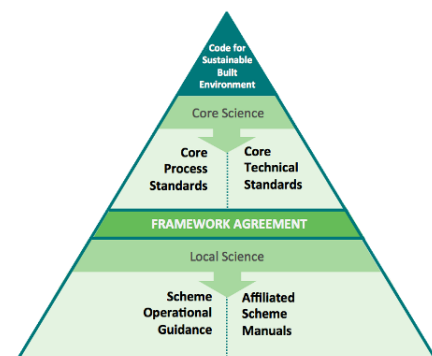 Code for
Sustainable
Built
Environment
Core Science
Core
Process
Standards
Core
Technical
Standards
FRAMEWORK AGREEMENT
Local Science
Scheme
Operational
Guidance
Affiliated
Scheme
Manuals